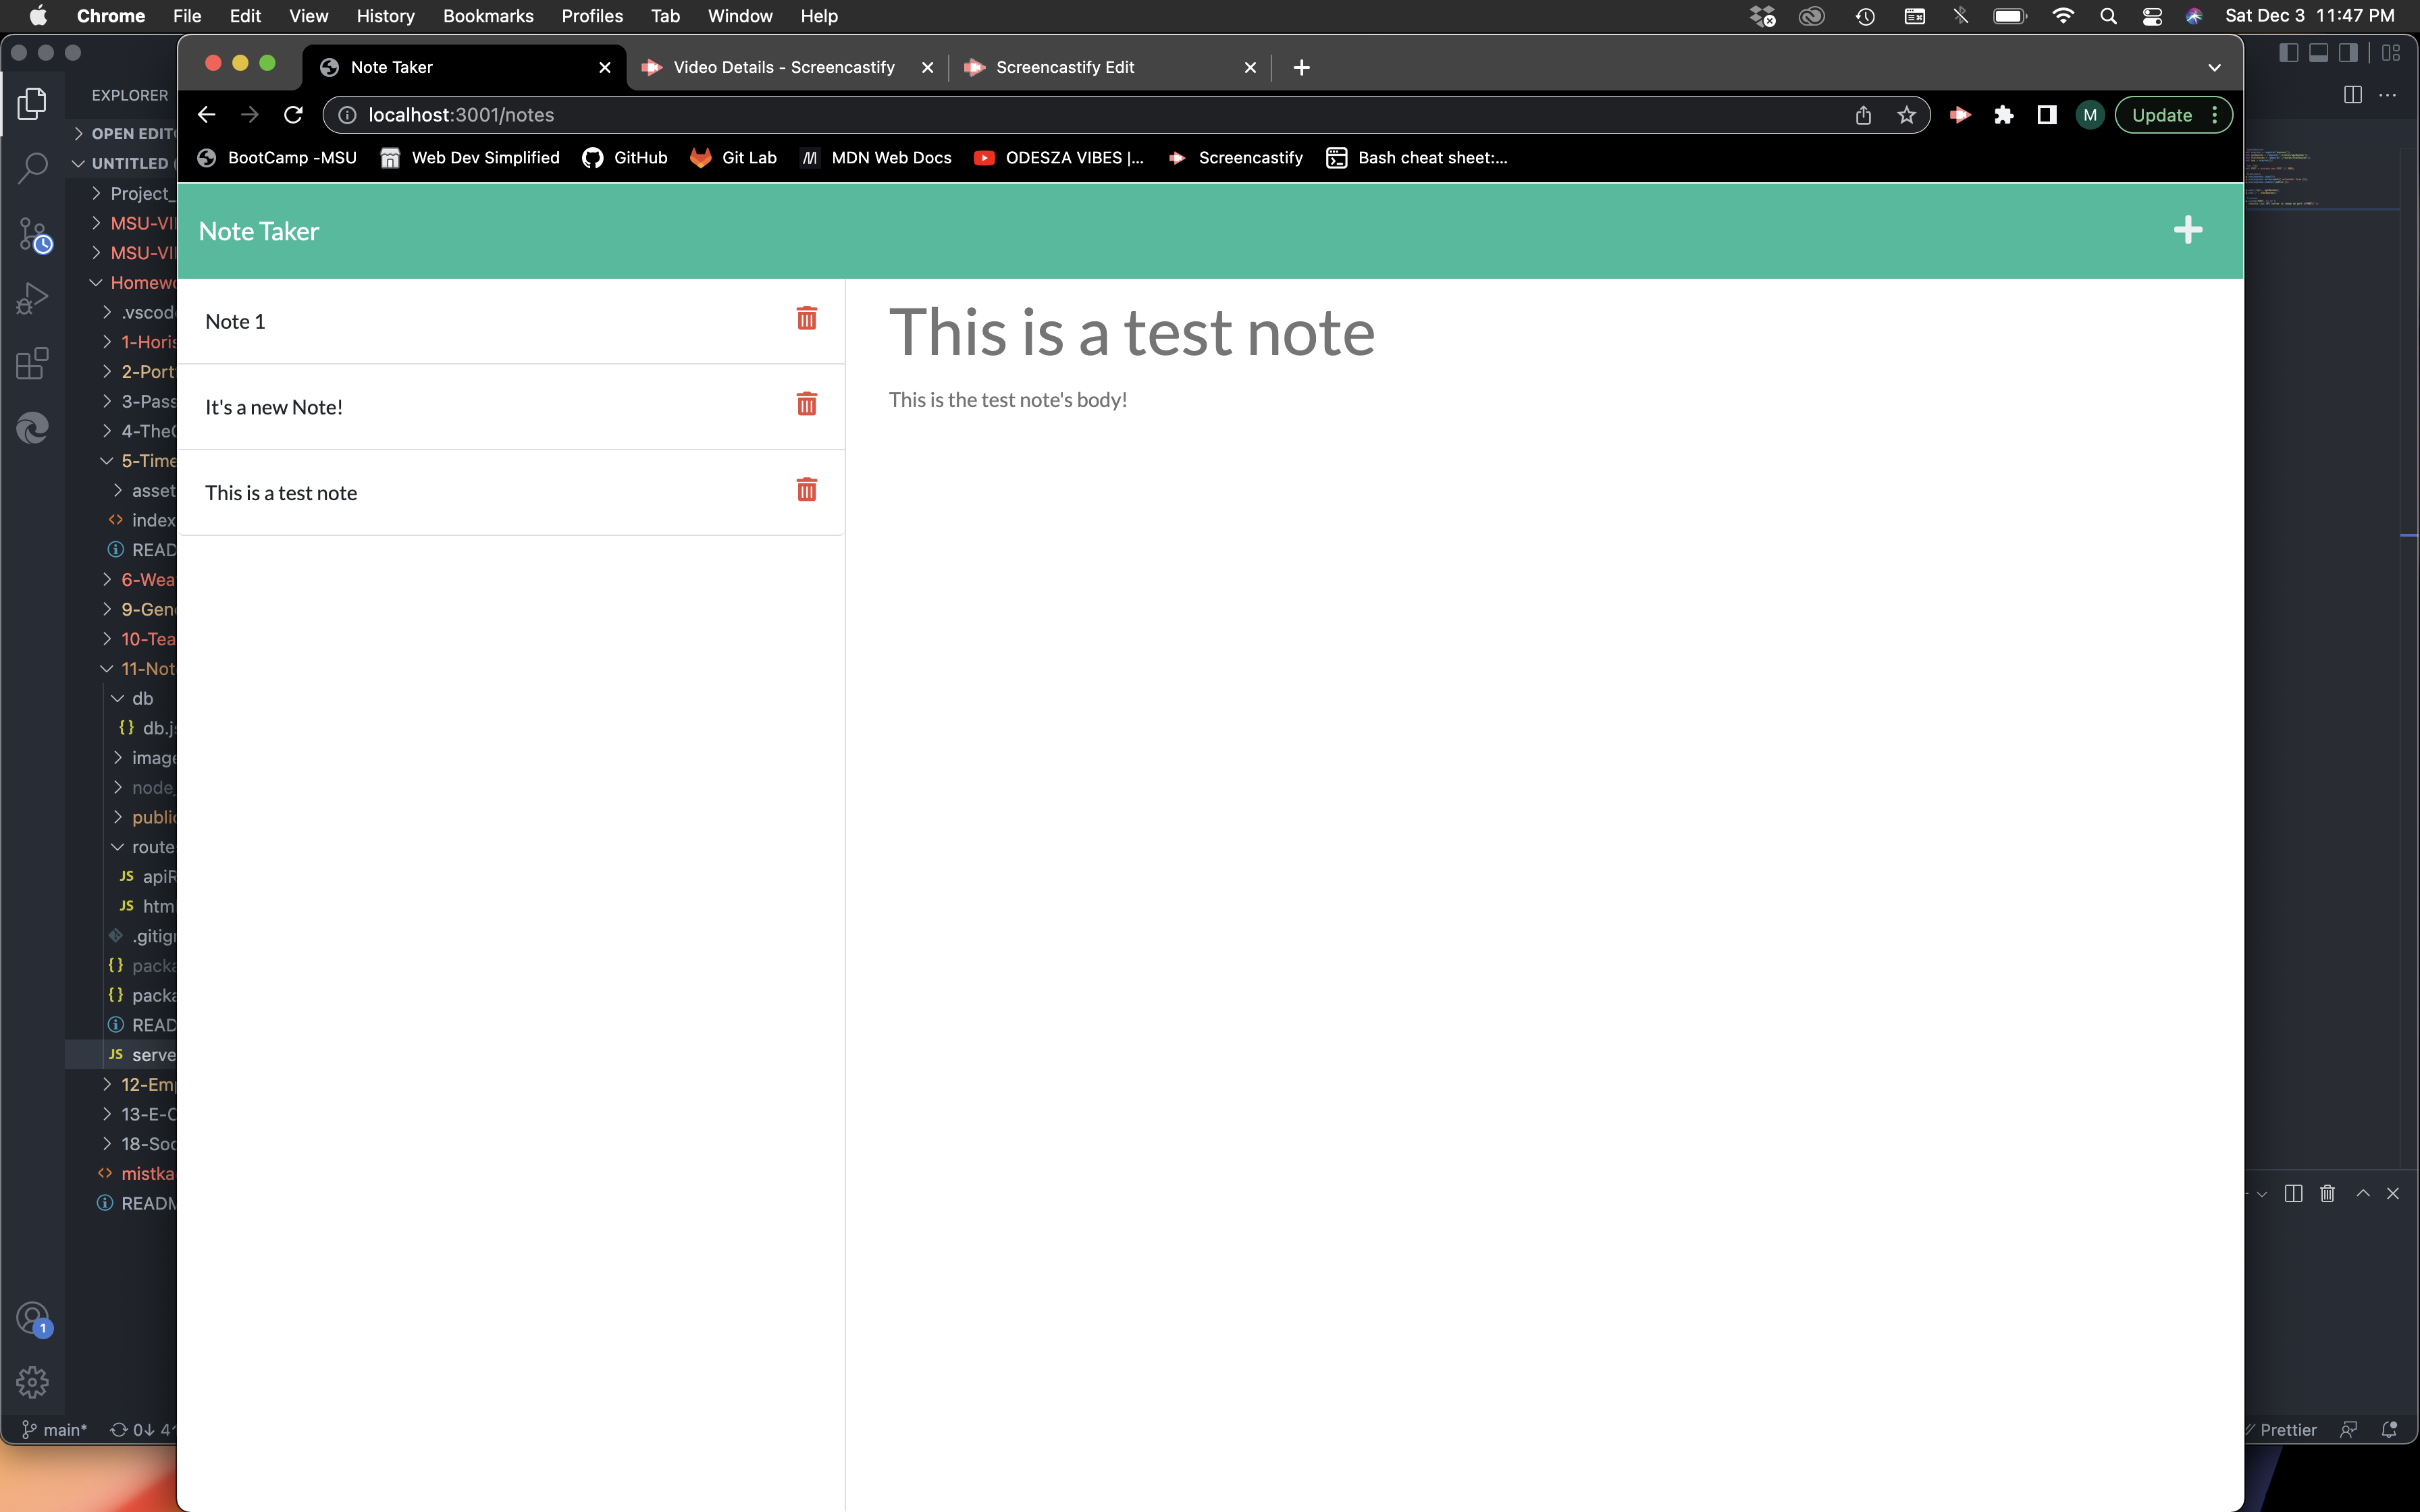 Chrome File Edit View History Bookmarks Profiles Tab Window Help Sat Dec 3 11:47 PM
Note Taker Video Details - Screencastify Screencastify Edit
localhost:3001/notes M Update
BootCamp -MSU Web Dev Simplified GitHub Git Lab MDN Web Docs ODESZA VIBES |... Screencastify Bash cheat sheet:...
Note Taker
Note 1
It's a new Note!
This is a test note
This is a test note
This is the test note's body!
EXPLORER
OPEN EDIT
UNTITLED (
Project_
MSU-VI
MSU-VI
Homew
.vscod
1-Horis
2-Port
3-Pass
4-The
5-Time
asset
index
READ
6-Wea
9-Gen
10-Tea
11-Not
db
db.js
image
node_
public
route
apiR
htm
.gitig
packa
packa
READ
serve
12-Emp
13-E-C
18-Soc
mistka
READM
1
main* 0↓ 4↑
Prettier